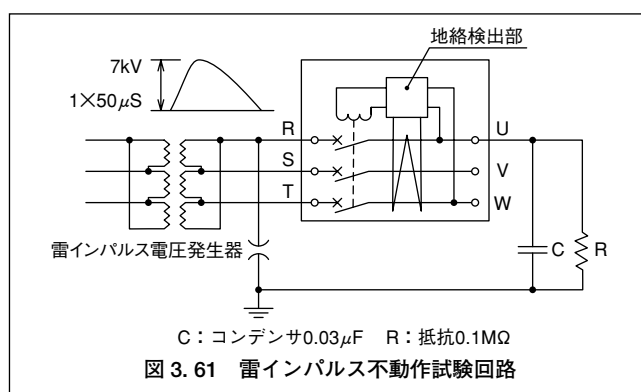 地絡検出部
7kV
1×50μS
R
S
T
U
V
W
雷インパルス電圧発生器
C
R
C：コンデンサ0.03μF R：抵抗0.1MΩ
図 3. 61 雷インパルス不動作試験回路